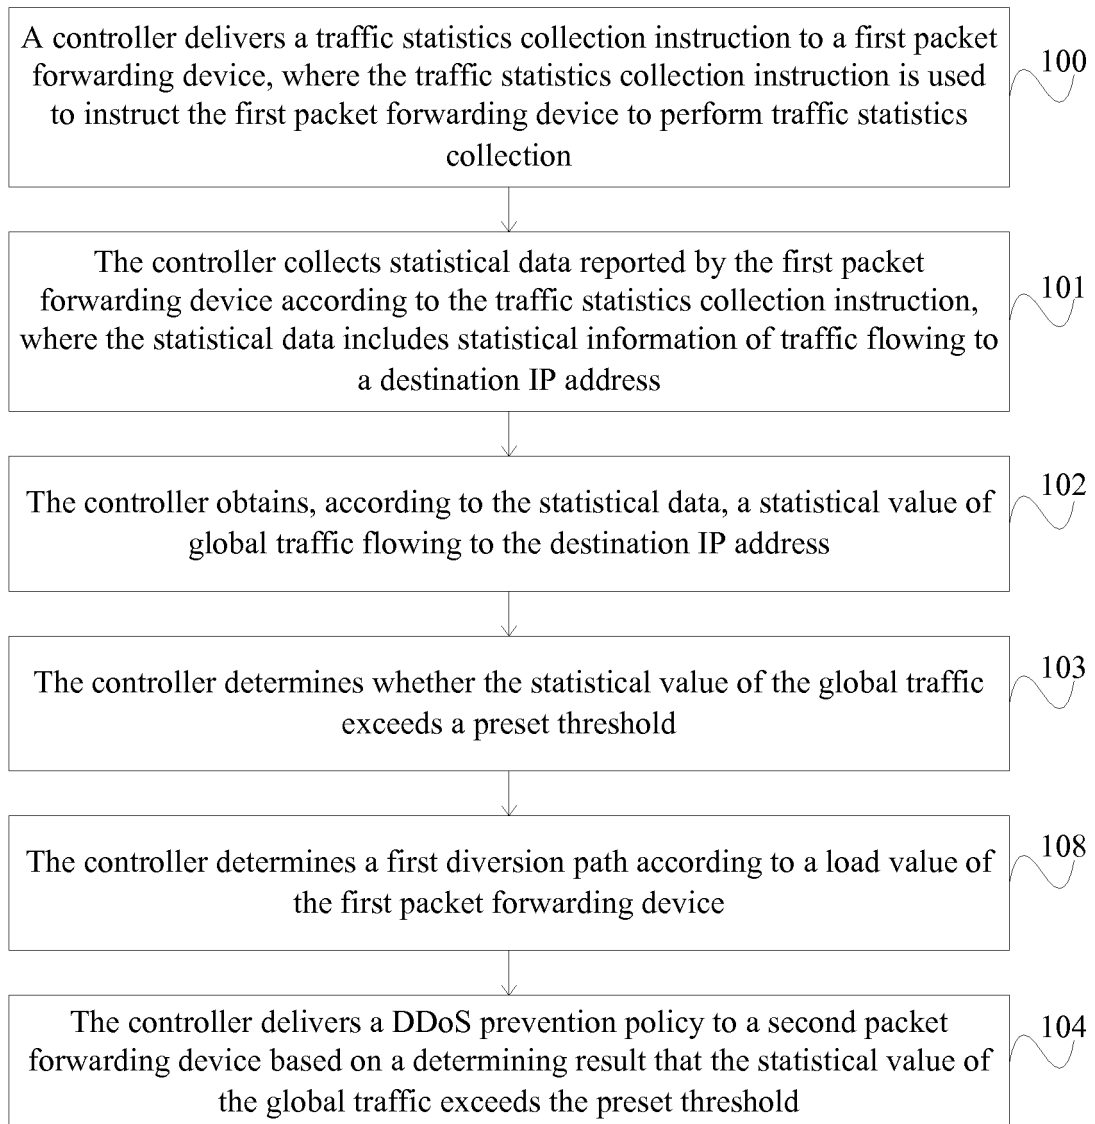 A controller delivers a traffic statistics collection instruction to a first packet
forwarding device, where the traffic statistics collection instruction is used
to instruct the first packet forwarding device to perform traffic statistics
collection
100
The controller collects statistical data reported by the first packet
forwarding device according to the traffic statistics collection instruction,
where the statistical data includes statistical information of traffic flowing to
a destination IP address
101
The controller obtains, according to the statistical data, a statistical value of
global traffic flowing to the destination IP address
102
The controller determines whether the statistical value of the global traffic
exceeds a preset threshold
103
The controller determines a first diversion path according to a load value of
the first packet forwarding device
108
The controller delivers a DDoS prevention policy to a second packet
forwarding device based on a determining result that the statistical value of
the global traffic exceeds the preset threshold
104